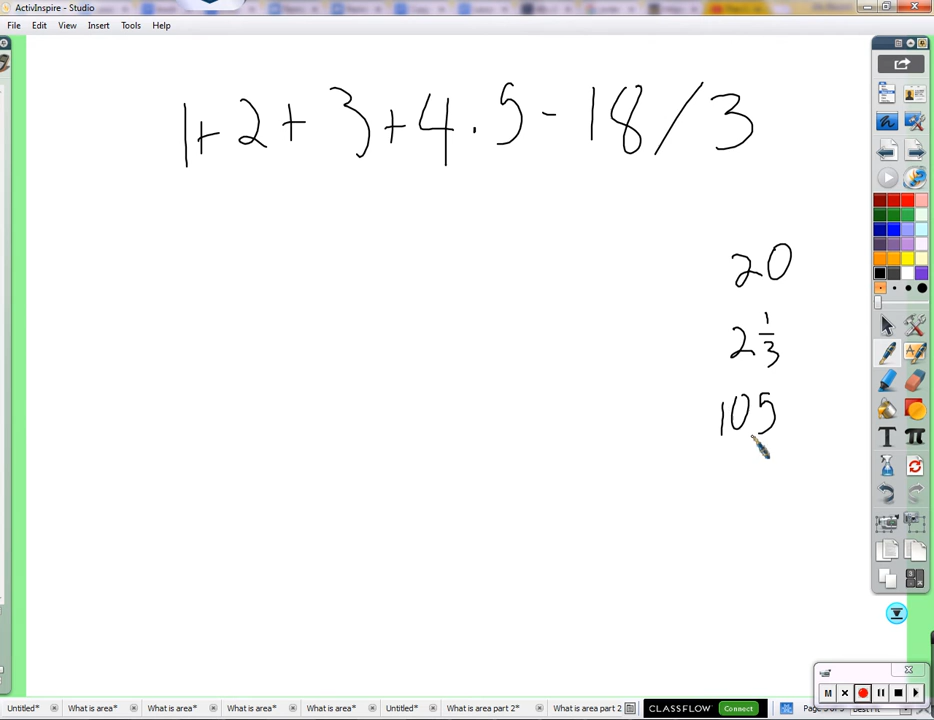 ActivInspire - Studio
File Edit View Insert Tools Help
1+2+3+4.5-18/3
20
2 1/3
105
T π
M
Untitled* What is area* What is area* What is area* What is area* Untitled* What is area part 2* What is area part 2 CLASSFLOW Connect